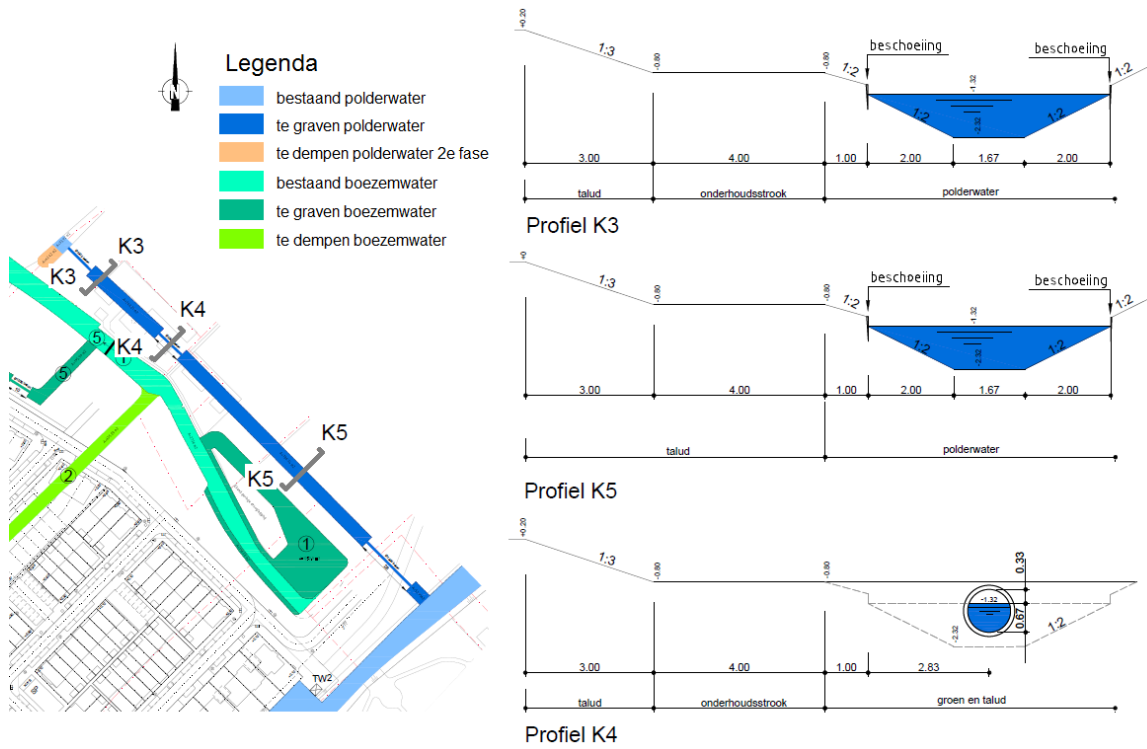 Legenda
bestaand polderwater
te graven polderwater
te dempen polderwater 2e fase
bestaand boezemwater
te graven boezemwater
te dempen boezemwater
K3
K3
K4
K4
K5
K5
5
1
5
2
1
TW2
+0.20
1:3
-0.80
-0.80
1:2
beschoeiing
beschoeiing
1:2
-1.32
1:2
-2.32
1:2
3.00
4.00
1.00
2.00
1.67
2.00
talud
onderhoudsstrook
polderwater
Profiel K3
1:3
-0.80
-0.80
1:2
beschoeiing
beschoeiing
1:2
-1.32
1:2
-2.32
1:2
3.00
4.00
1.00
2.00
1.67
2.00
talud
polderwater
Profiel K5
+0.20
1:3
-0.80
-0.80
0.33
-1.32
0.67
-2.32
1:2
3.00
4.00
1.00
2.83
talud
onderhoudsstrook
groen en talud
Profiel K4